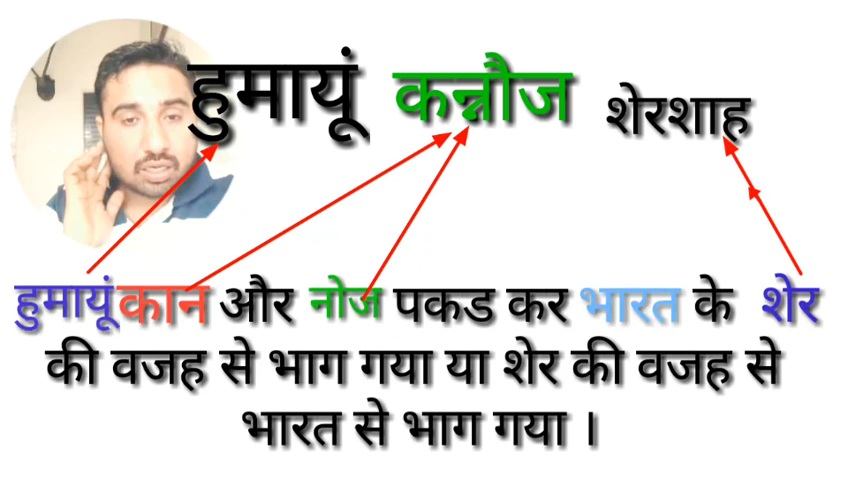 हुमायूं कन्नौज शेरशाह
हुमायूं कान और नोज पकड कर भारत के शेर
की वजह से भाग गया या शेर की वजह से
भारत से भाग गया ।